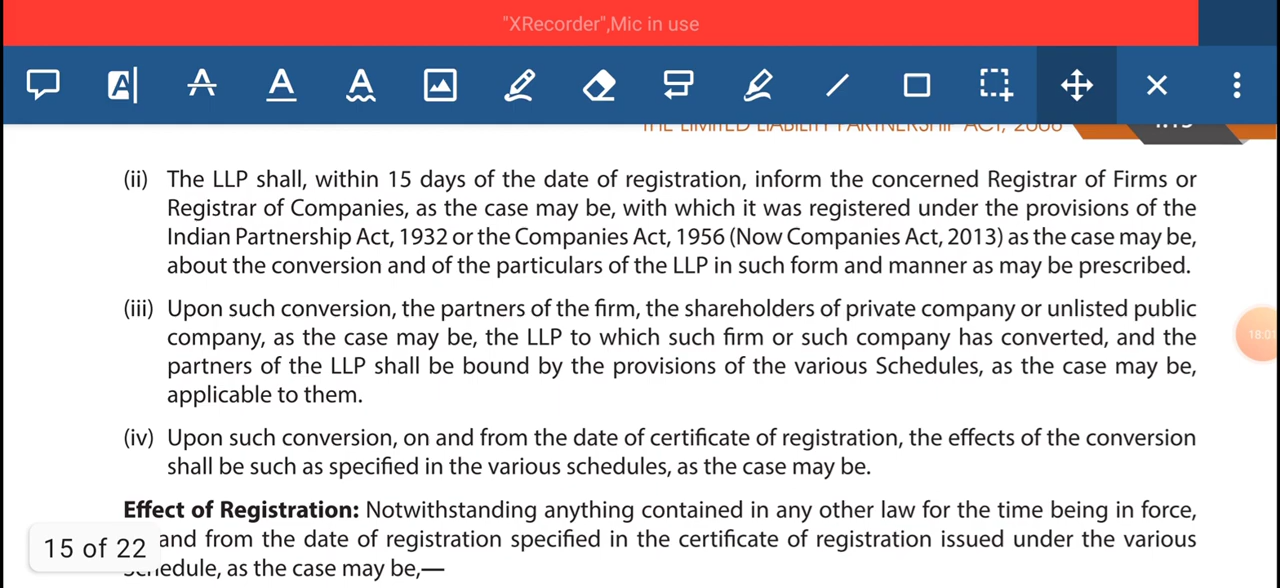 "XRecorder",Mic in use
THE LIMITED LIABILITY PARTNERSHIP ACT, 2008
(ii) The LLP shall, within 15 days of the date of registration, inform the concerned Registrar of Firms or
Registrar of Companies, as the case may be, with which it was registered under the provisions of the
Indian Partnership Act, 1932 or the Companies Act, 1956 (Now Companies Act, 2013) as the case may be,
about the conversion and of the particulars of the LLP in such form and manner as may be prescribed.
18:01
(iii) Upon such conversion, the partners of the firm, the shareholders of private company or unlisted public
company, as the case may be, the LLP to which such firm or such company has converted, and the
partners of the LLP shall be bound by the provisions of the various Schedules, as the case may be,
applicable to them.
(iv) Upon such conversion, on and from the date of certificate of registration, the effects of the conversion
shall be such as specified in the various schedules, as the case may be.
Effect of Registration: Notwithstanding anything contained in any other law for the time being in force,
and from the date of registration specified in the certificate of registration issued under the various
schedule, as the case may be,—
15 of 22